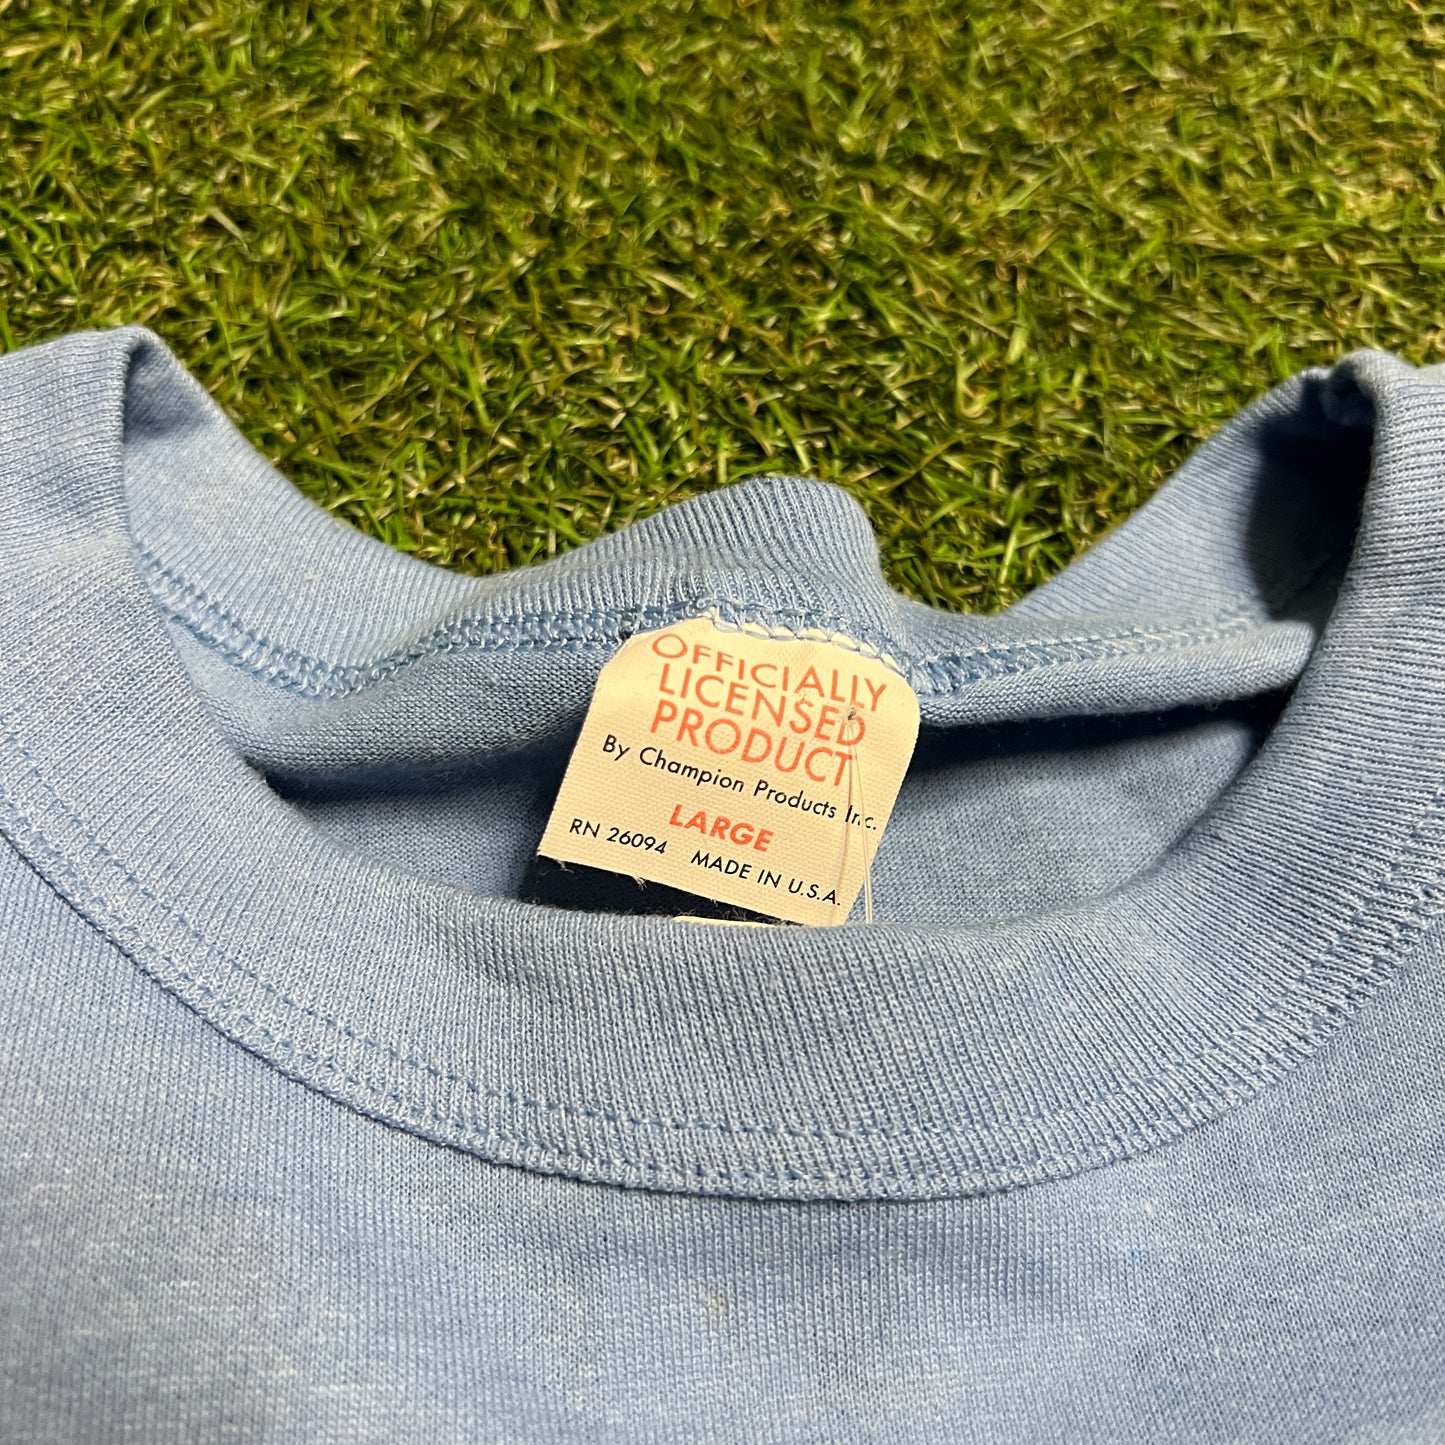 OFFICIALLY
LICENSED
PRODUCT
By Champion Products Inc.
LARGE
RN 26094 MADE IN U.S.A.